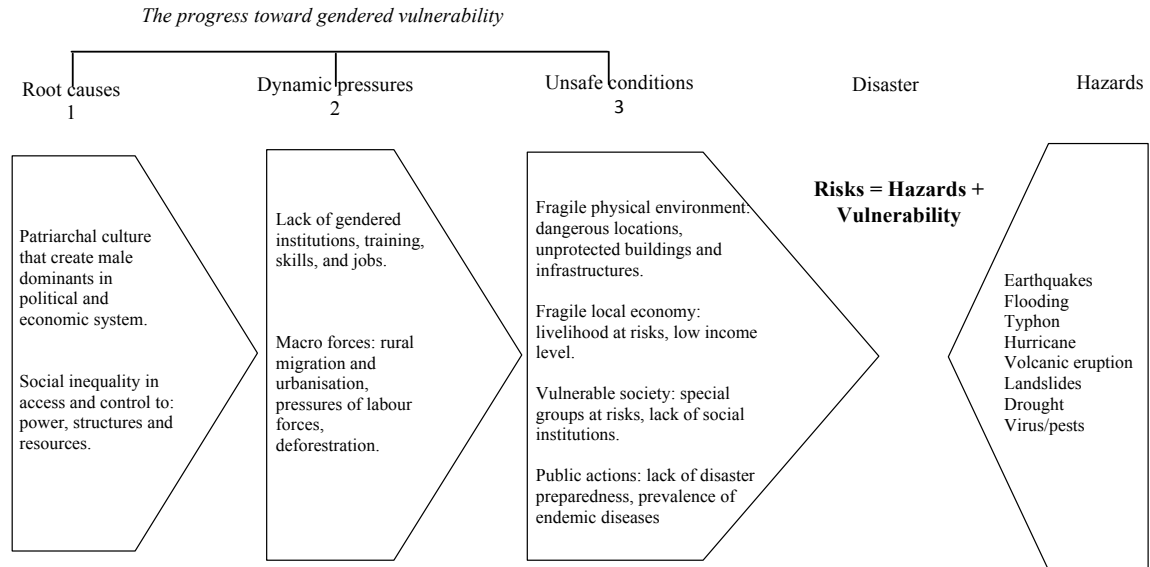 The progress toward gendered vulnerability
Root causes
1
Dynamic pressures
2
Unsafe conditions
3
Disaster
Hazards
Patriarchal culture
that create male
dominants in
political and
economic system.
Social inequality in
access and control to:
power, structures and
resources.
Lack of gendered
institutions, training,
skills, and jobs.
Macro forces: rural
migration and
urbanisation,
pressures of labour
forces,
deforestration.
Fragile physical environment:
dangerous locations,
unprotected buildings and
infrastructures.
Fragile local economy:
livelihood at risks, low income
level.
Vulnerable society: special
groups at risks, lack of social
institutions.
Public actions: lack of disaster
preparedness, prevalence of
endemic diseases
Risks = Hazards +
Vulnerability
Earthquakes
Flooding
Typhon
Hurricane
Volcanic eruption
Landslides
Drought
Virus/pests